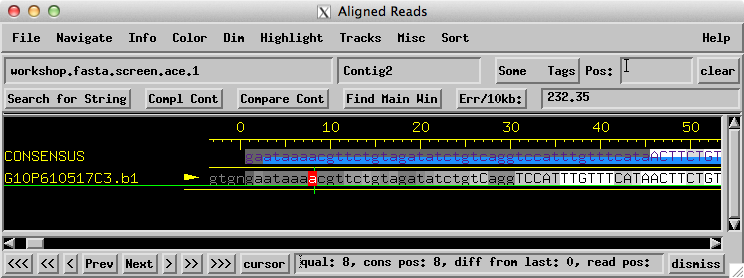 Aligned Reads
File Navigate Info Color Dim Highlight Tracks Misc Sort Help
workshop.fasta.screen.ace.1 Contig2 Some Tags Pos: clear
Search for String Compl Cont Compare Cont Find Main Win Err/10kb: 232.35
0 10 20 30 40 50
CONSENSUS gaataaaacgttctgtagatatctgtcaggtccatttgtttcataACTTCTGT
G10P610517C3.b1 gtgngaataaaacgttctgtagatatctgtCaggTCCATTTGTTTCATAACTTCTGT
<<< << < Prev Next > >> >>> cursor qual: 8, cons pos: 8, diff from last: 0, read pos: dismiss